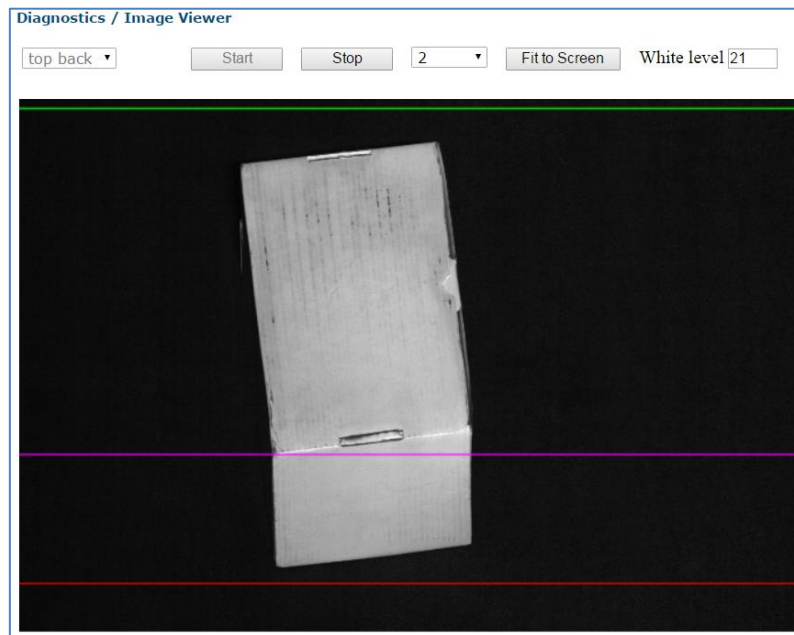 Diagnostics / Image Viewer
top back Start Stop 2 Fit to Screen White level 21